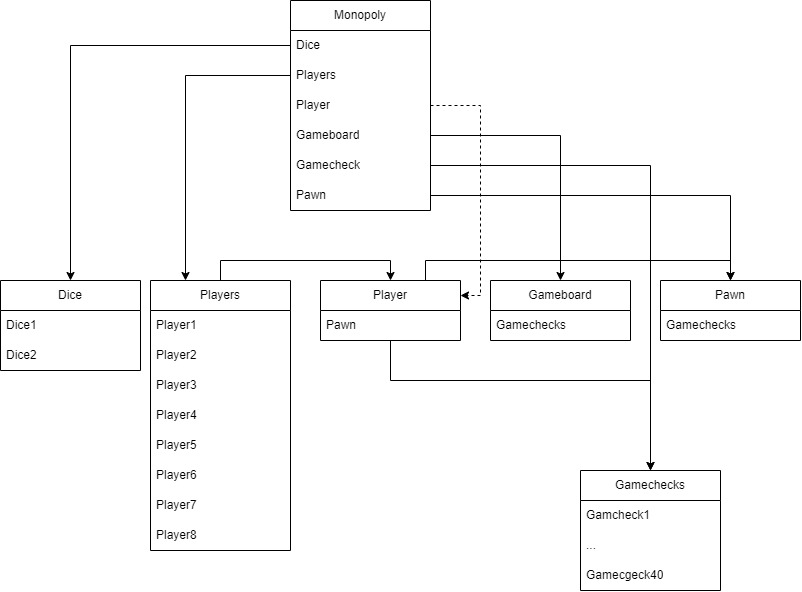 Monopoly
Dice
Players
Player
Gameboard
Gamecheck
Pawn
Dice
Dice1
Dice2
Players
Player1
Player2
Player3
Player4
Player5
Player6
Player7
Player8
Player
Pawn
Gameboard
Gamechecks
Pawn
Gamechecks
Gamechecks
Gamcheck1
...
Gamecgeck40